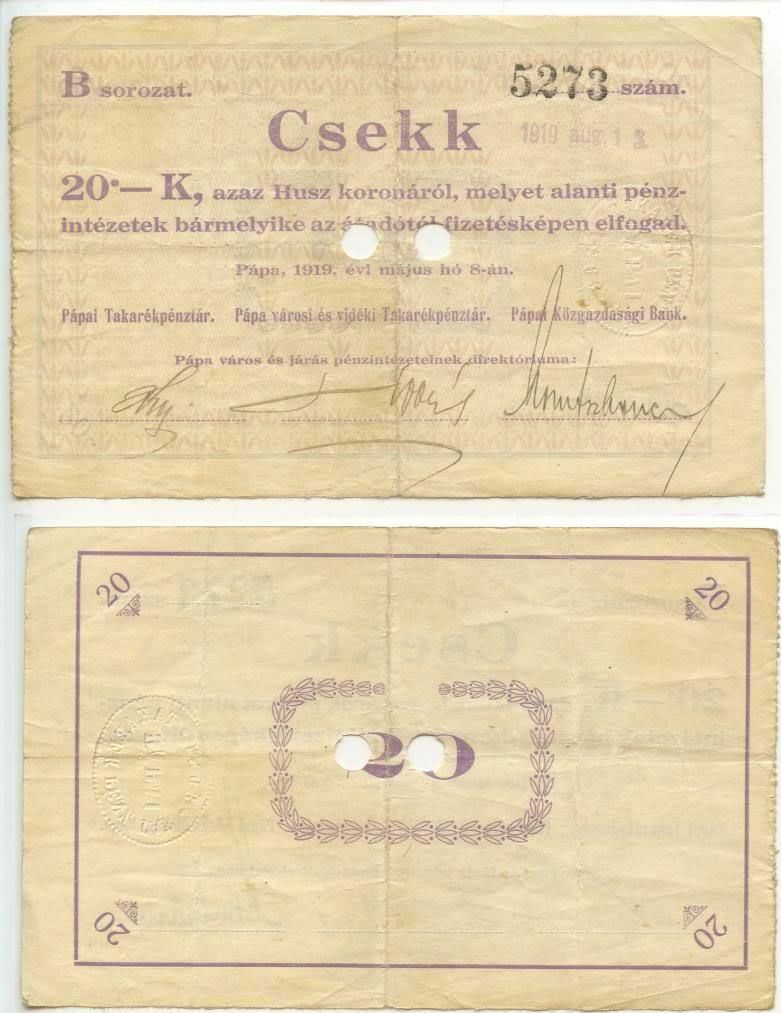 B sorozat. 5273 szám.
Csekk 1919 aug.
20·— K, azaz Husz koronáról, melyet alanti pénz-
intézetek bármelyike az átadótól fizetésképen elfogad.
Pápa, 1919. évi május hó 8-án.
Pápai Takarékpénztár. Pápa városi és vidéki Takarékpénztár. Pápai Közgazdasági Bank.
Pápa város és járás pénzintézeteinek direktóriuma:
20 20
20
20 20